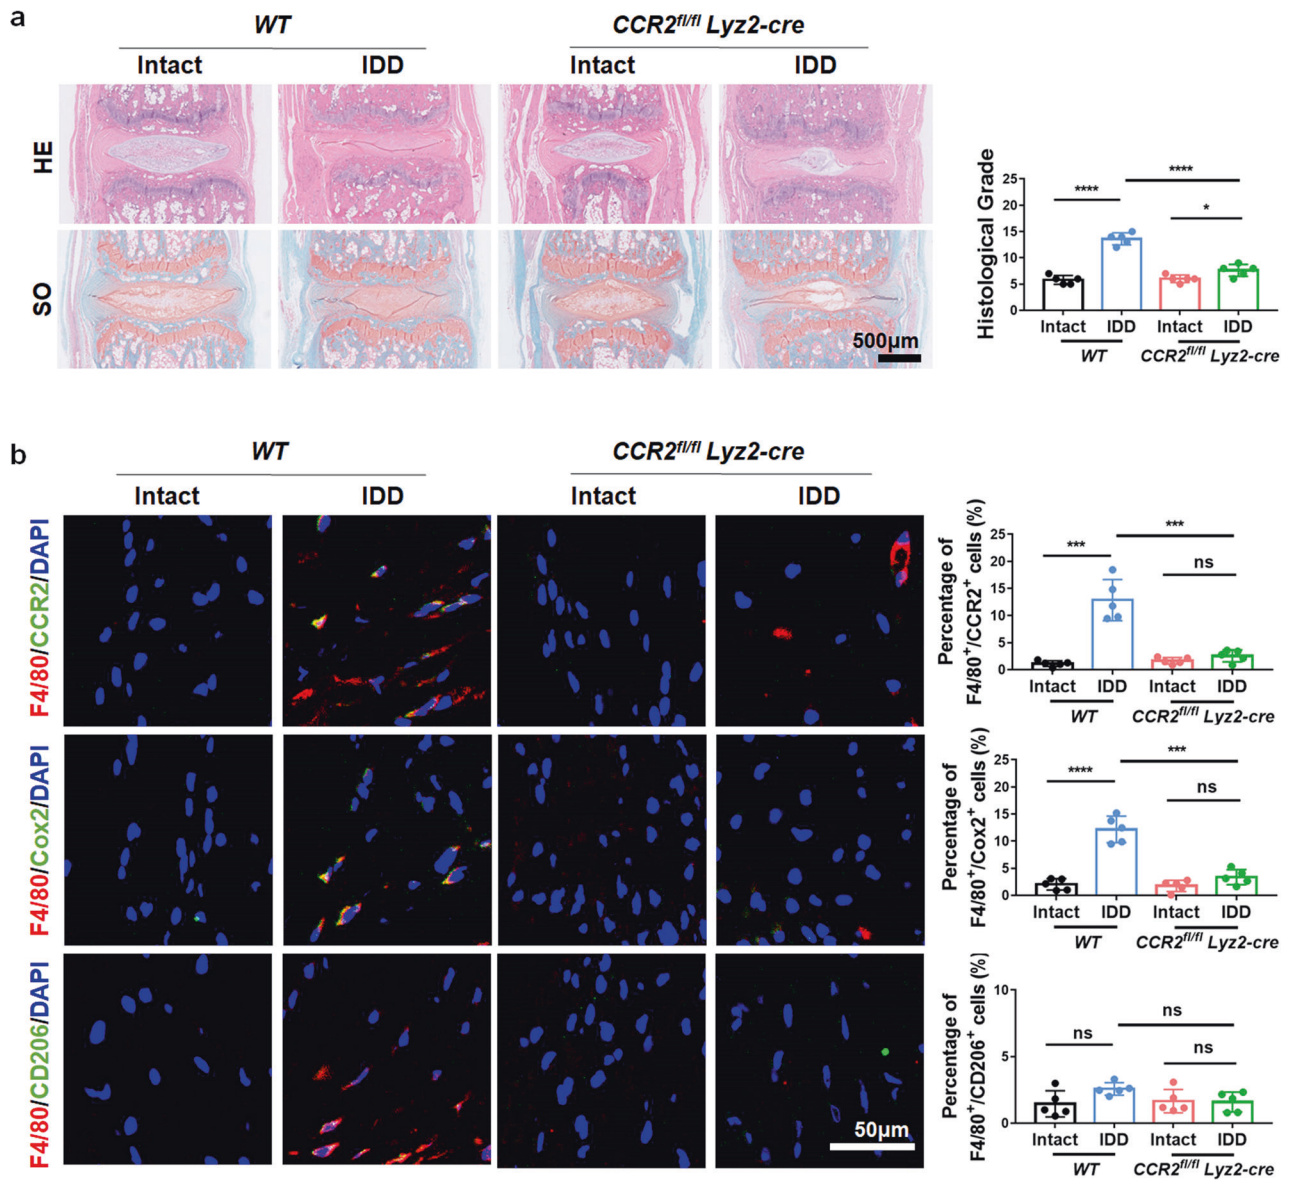 a
WT
CCR2fl/fl Lyz2-cre
Intact
IDD
Intact
IDD
HE
SO
500μm
Histological Grade
25
20
15
10
5
0
****
****
*
Intact
IDD
Intact
IDD
WT
CCR2fl/fl Lyz2-cre
b
WT
CCR2fl/fl Lyz2-cre
Intact
IDD
Intact
IDD
F4/80/CCR2/DAPI
F4/80/Cox2/DAPI
F4/80/CD206/DAPI
50μm
Percentage of
F4/80+/CCR2+ cells (%)
25
20
15
10
5
0
***
***
ns
Intact
IDD
Intact
IDD
WT
CCR2fl/fl Lyz2-cre
Percentage of
F4/80+/Cox2+ cells (%)
25
20
15
10
5
0
****
***
ns
Intact
IDD
Intact
IDD
WT
CCR2fl/fl Lyz2-cre
Percentage of
F4/80+/CD206+ cells (%)
10
5
0
ns
ns
ns
Intact
IDD
Intact
IDD
WT
CCR2fl/fl Lyz2-cre